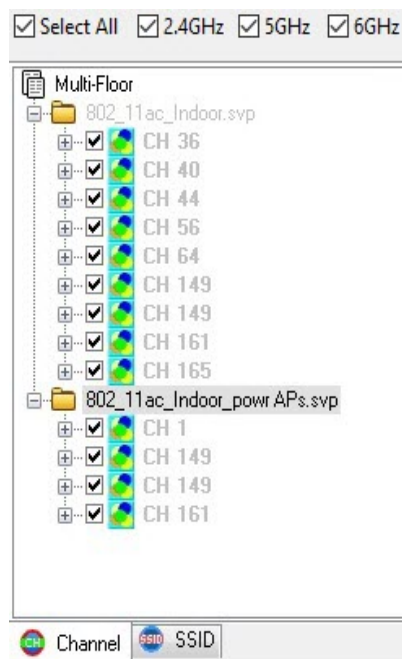 Select All 2.4GHz 5GHz 6GHz
Multi-Floor
802_11ac_Indoor.svp
CH 36
CH 40
CH 44
CH 56
CH 64
CH 149
CH 149
CH 161
CH 165
802_11ac_Indoor_powr APs.svp
CH 1
CH 149
CH 149
CH 161
CH Channel SSID SSID